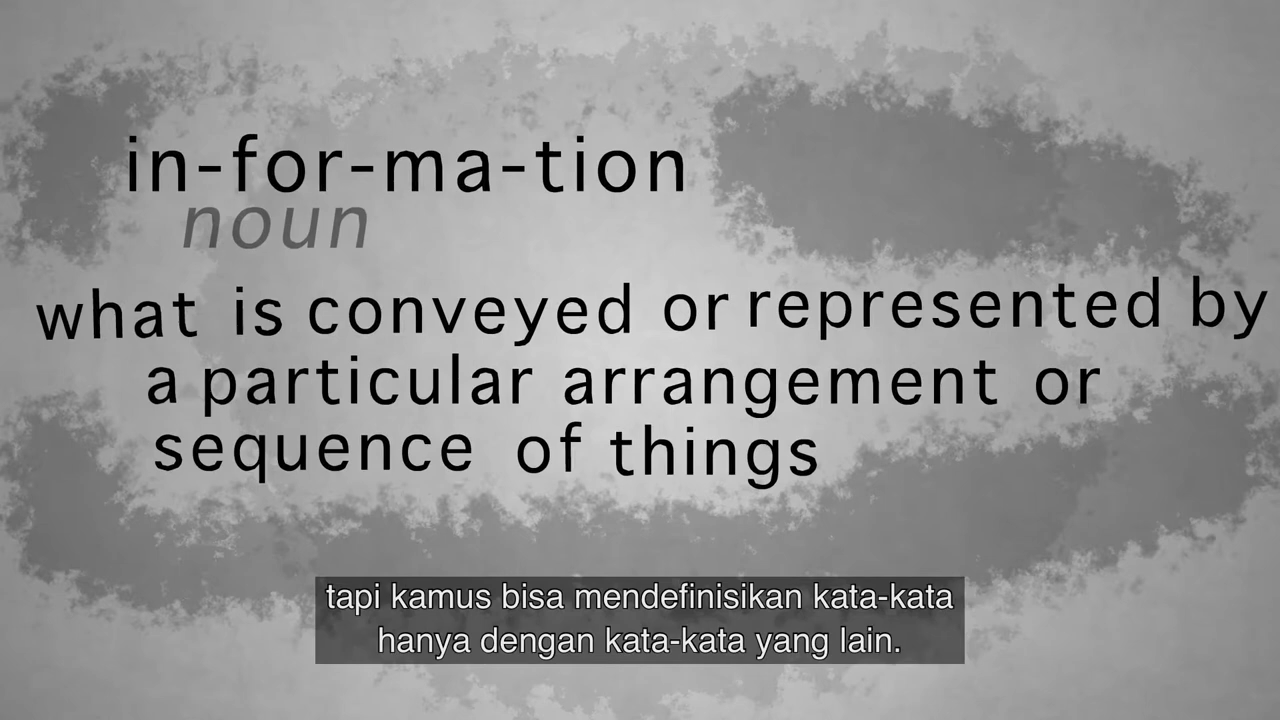 in-for-ma-tion
noun
what is conveyed or represented by
a particular arrangement or
sequence of things
tapi kamus bisa mendefinisikan kata-kata
hanya dengan kata-kata yang lain.